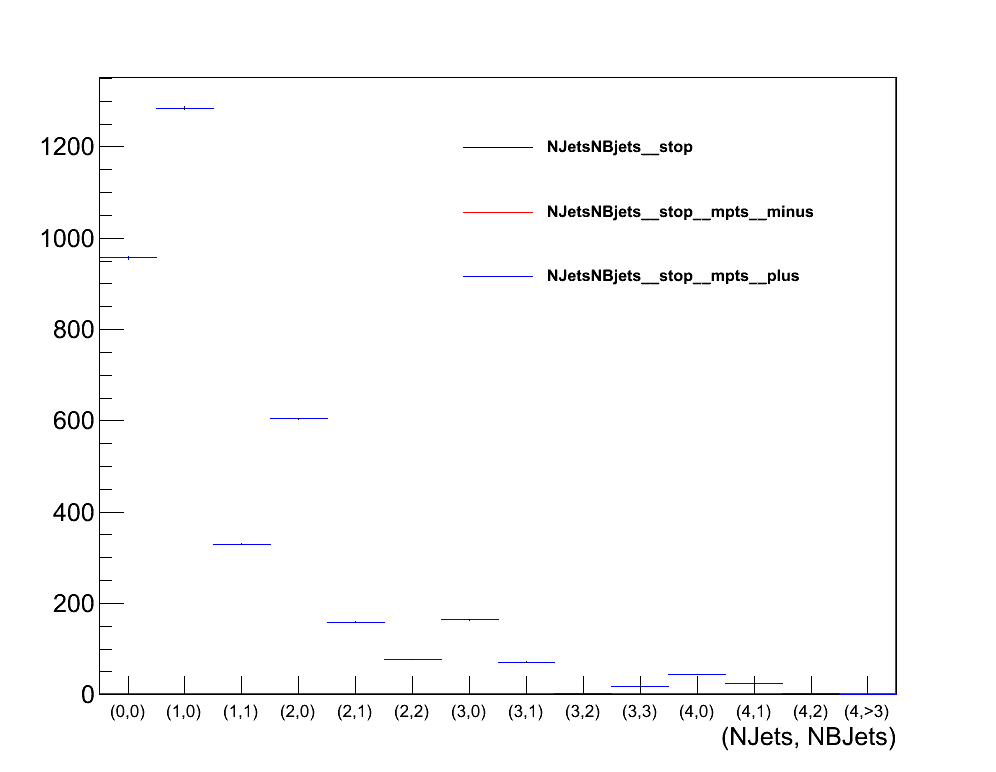 1200
1000
800
600
400
200
0
NJetsNBjets__stop
NJetsNBjets__stop__mpts__minus
NJetsNBjets__stop__mpts__plus
(0,0) (1,0) (1,1) (2,0) (2,1) (2,2) (3,0) (3,1) (3,2) (3,3) (4,0) (4,1) (4,2) (4,>3)
(NJets, NBJets)